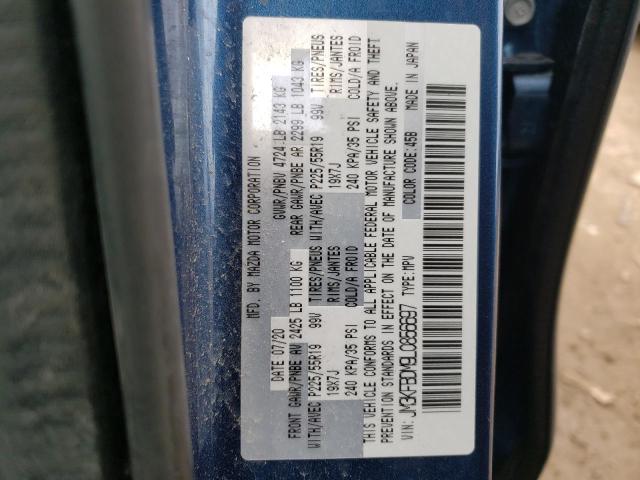 MFD. BY MAZDA MOTOR CORPORATION
DATE 07/20 GVWR/PNBV 4724 LB 2143 KG
FRONT GAWR/PNBE AV 2425 LB 1100 KG REAR GAWR/PNBE AR 2299 LB 1043 KG
WITH/AVEC P225/55R19 99V TIRES/PNEUS WITH/AVEC P225/55R19 99V TIRES/PNEUS
19X7J RIMS/JANTES 19X7J RIMS/JANTES
240 KPA/35 PSI COLD/A FROID 240 KPA/35 PSI COLD/A FROID
THIS VEHICLE CONFORMS TO ALL APPLICABLE FEDERAL MOTOR VEHICLE SAFETY AND THEFT
PREVENTION STANDARDS IN EFFECT ON THE DATE OF MANUFACTURE SHOWN ABOVE.
COLOR CODE:45B MADE IN JAPAN
VIN: JM3KFBDM9L0856697 TYPE:MPV